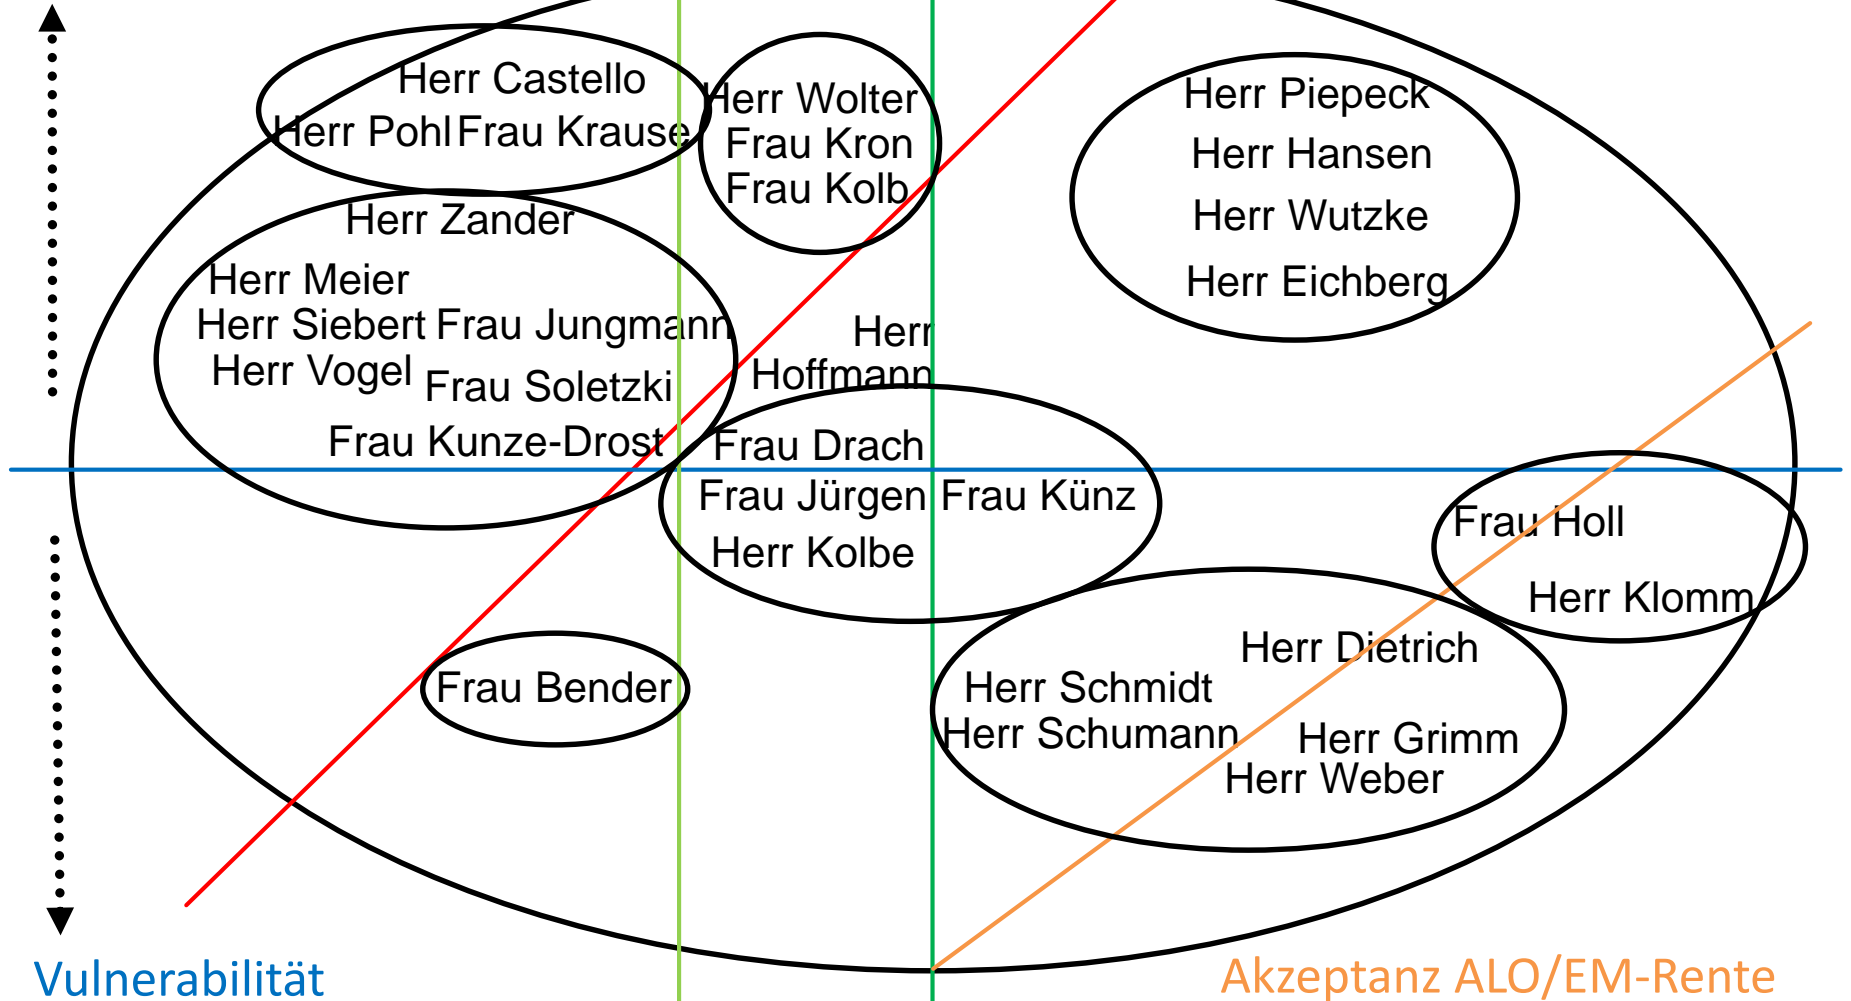 Herr Castello
Herr Pohl Frau Krause
Herr Wolter
Frau Kron
Frau Kolb
Herr Piepeck
Herr Hansen
Herr Wutzke
Herr Eichberg
Herr Zander
Herr Meier
Herr Siebert Frau Jungmann
Herr Vogel Frau Soletzki
Frau Kunze-Drost
Herr
Hoffmann
Frau Drach
Frau Jürgen Frau Künz
Herr Kolbe
Frau Holl
Herr Klomm
Frau Bender
Herr Dietrich
Herr Schmidt
Herr Schumann
Herr Grimm
Herr Weber
Vulnerabilität
Akzeptanz ALO/EM-Rente